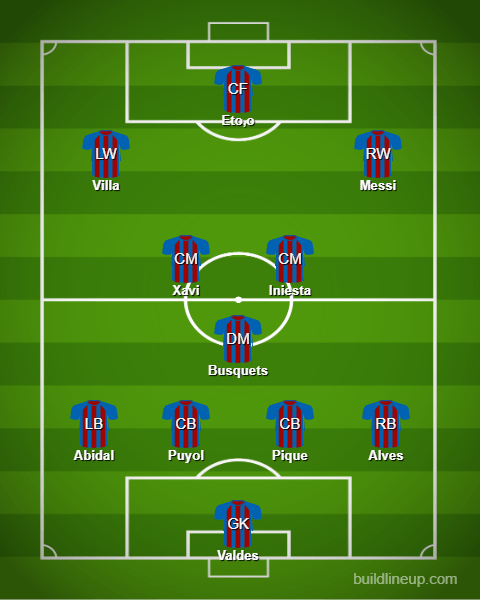 CF
Eto,o
LW
RW
Villa
Messi
CM
CM
Xavi
Iniesta
DM
Busquets
LB
CB
CB
RB
Abidal
Puyol
Pique
Alves
GK
Valdes
buildlineup.com